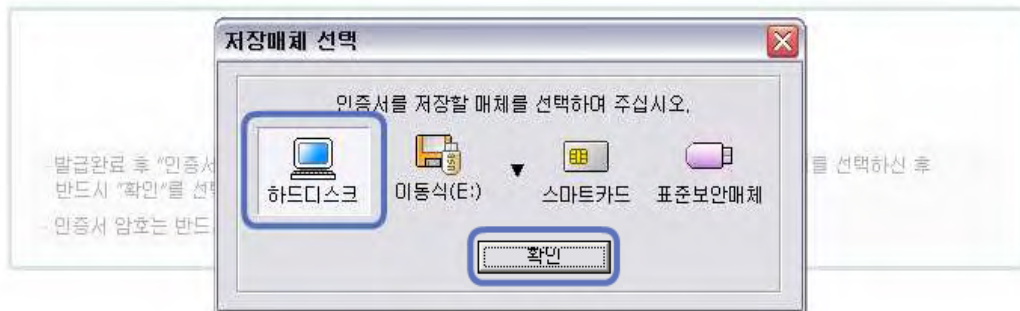 저장매체 선택
인증서를 저장할 매체를 선택하여 주십시오.
하드디스크 이동식(E:) 스마트카드 표준보안매체
확인
발급완료 후 "인증서 를 선택하신 후
반드시 "확인"을 선
- 인증서 암호는 반드